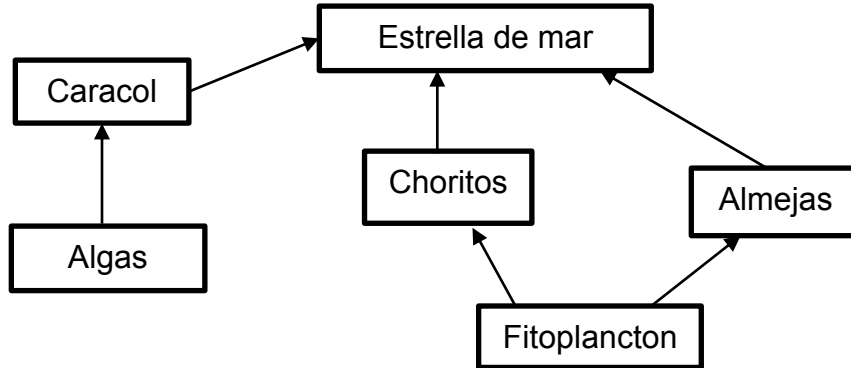 Estrella de mar
Caracol
Choritos
Almejas
Algas
Fitoplancton